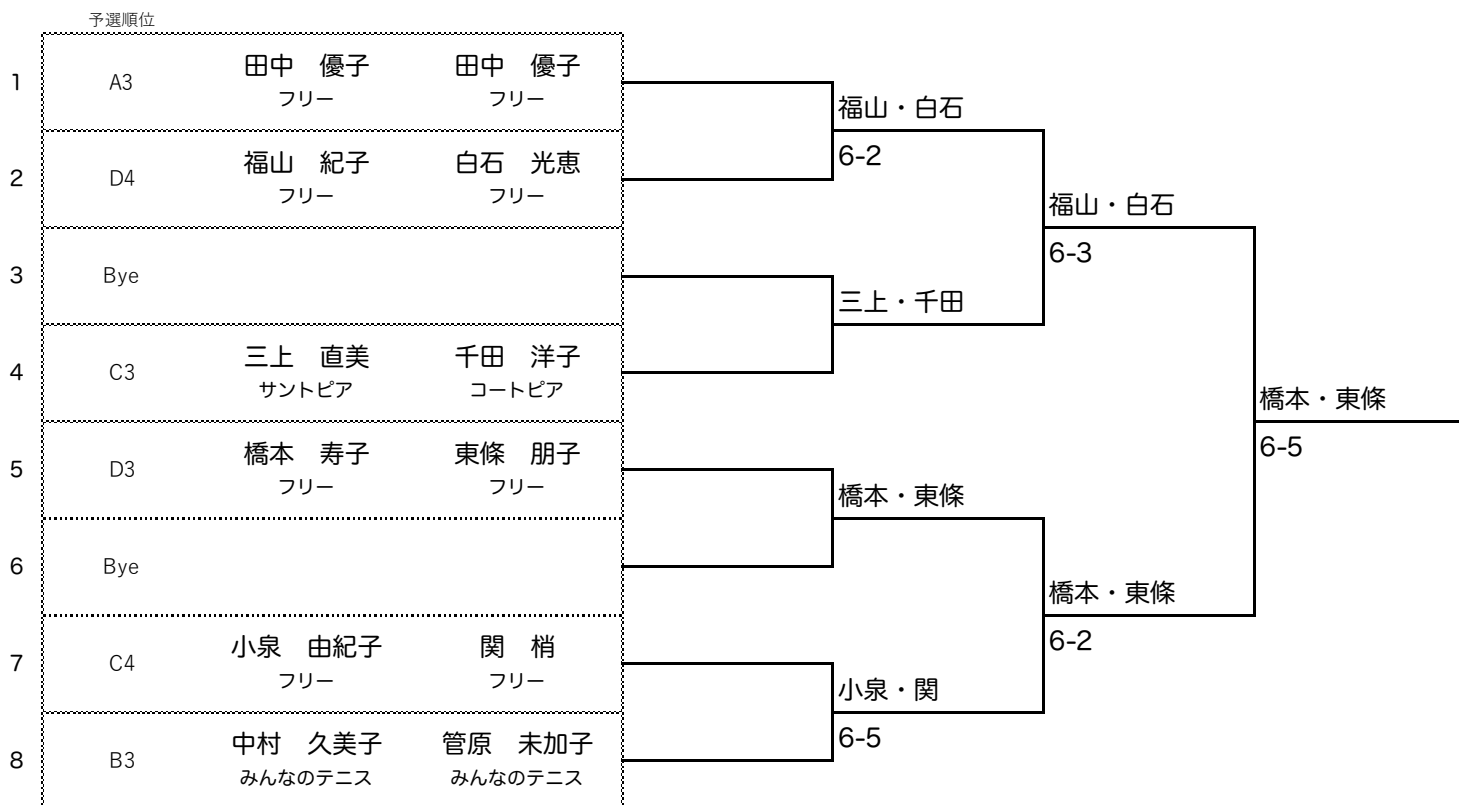 予選順位
1 A3 田中 優子 田中 優子
フリー フリー
福山・白石
2 D4 福山 紀子 白石 光恵
フリー フリー
6-2
福山・白石
6-3
3 Bye
三上・千田
4 C3 三上 直美 千田 洋子
サントピア コートピア
橋本・東條
6-5
5 D3 橋本 寿子 東條 朋子
フリー フリー
橋本・東條
6 Bye
橋本・東條
6-2
7 C4 小泉 由紀子 関 梢
フリー フリー
小泉・関
6-5
8 B3 中村 久美子 管原 未加子
みんなのテニス みんなのテニス